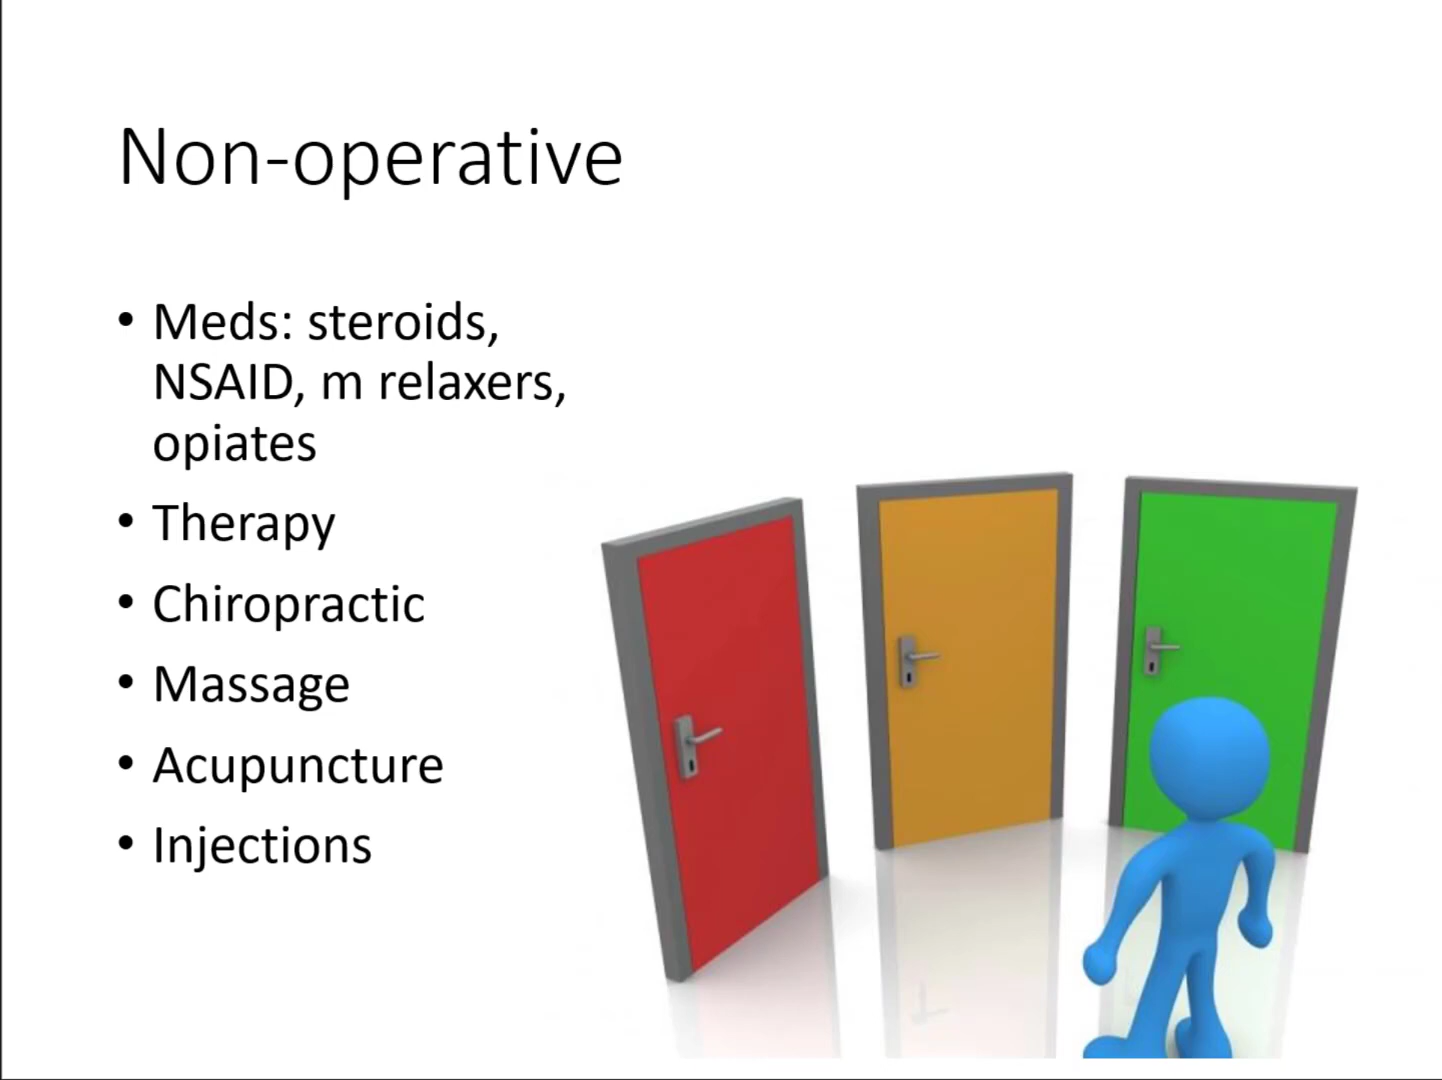 Non-operative
• Meds: steroids,
NSAID, m relaxers,
opiates
• Therapy
• Chiropractic
• Massage
• Acupuncture
• Injections